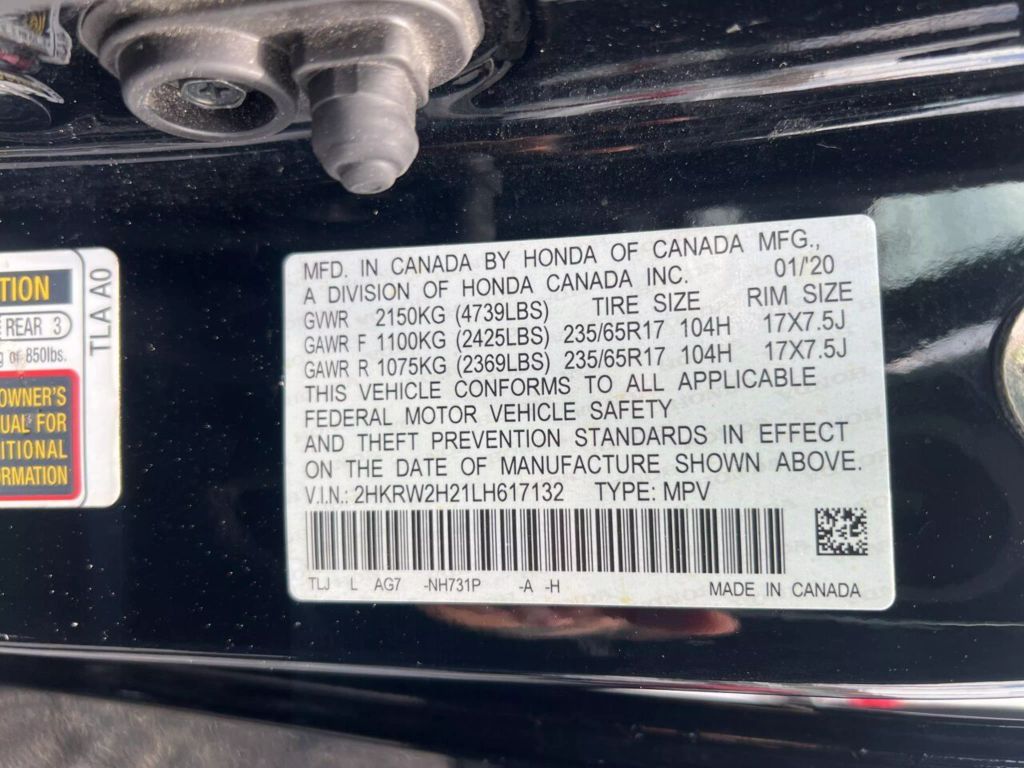 TION
REAR 3
g or 850lbs.
OWNER'S
UAL FOR
ITIONAL
ORMATION
TLA A0
MFD. IN CANADA BY HONDA OF CANADA MFG.,
A DIVISION OF HONDA CANADA INC. 01/'20
GVWR 2150KG (4739LBS) TIRE SIZE RIM SIZE
GAWR F 1100KG (2425LBS) 235/65R17 104H 17X7.5J
GAWR R 1075KG (2369LBS) 235/65R17 104H 17X7.5J
THIS VEHICLE CONFORMS TO ALL APPLICABLE
FEDERAL MOTOR VEHICLE SAFETY
AND THEFT PREVENTION STANDARDS IN EFFECT
ON THE DATE OF MANUFACTURE SHOWN ABOVE.
V.I.N.: 2HKRW2H21LH617132 TYPE: MPV
TLJ L AG7 -NH731P -A -H MADE IN CANADA